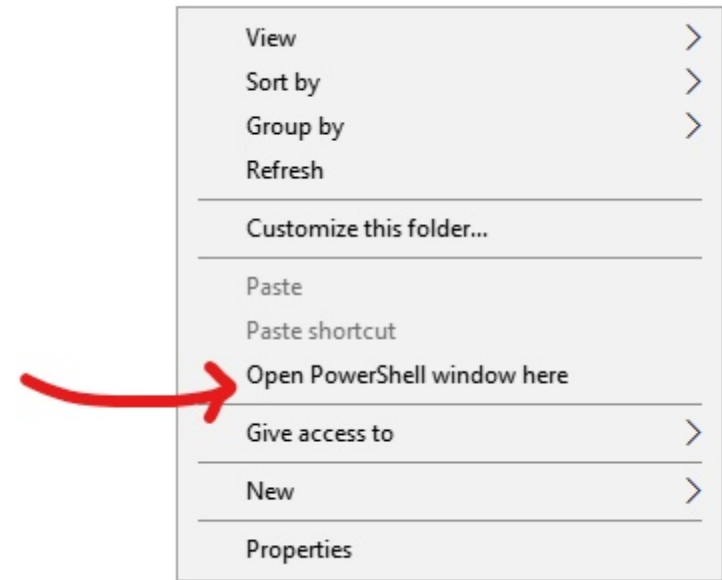 View
Sort by
Group by
Refresh
Customize this folder...
Paste
Paste shortcut
Open PowerShell window here
Give access to
New
Properties